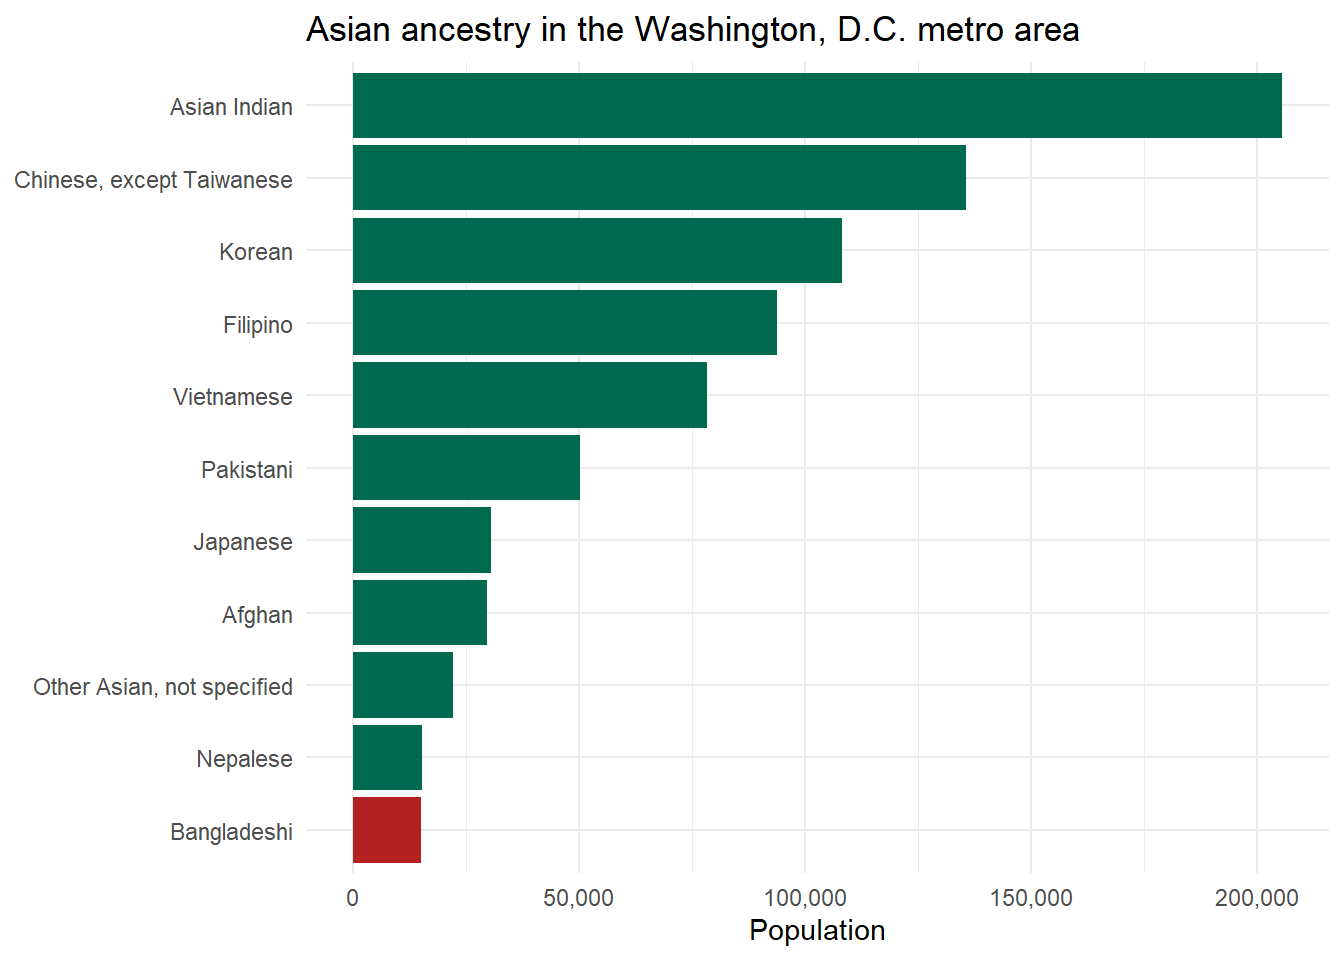 Asian ancestry in the Washington, D.C. metro area
Asian Indian
Chinese, except Taiwanese
Korean
Filipino
Vietnamese
Pakistani
Japanese
Afghan
Other Asian, not specified
Nepalese
Bangladeshi
0 50,000 100,000 150,000 200,000
Population